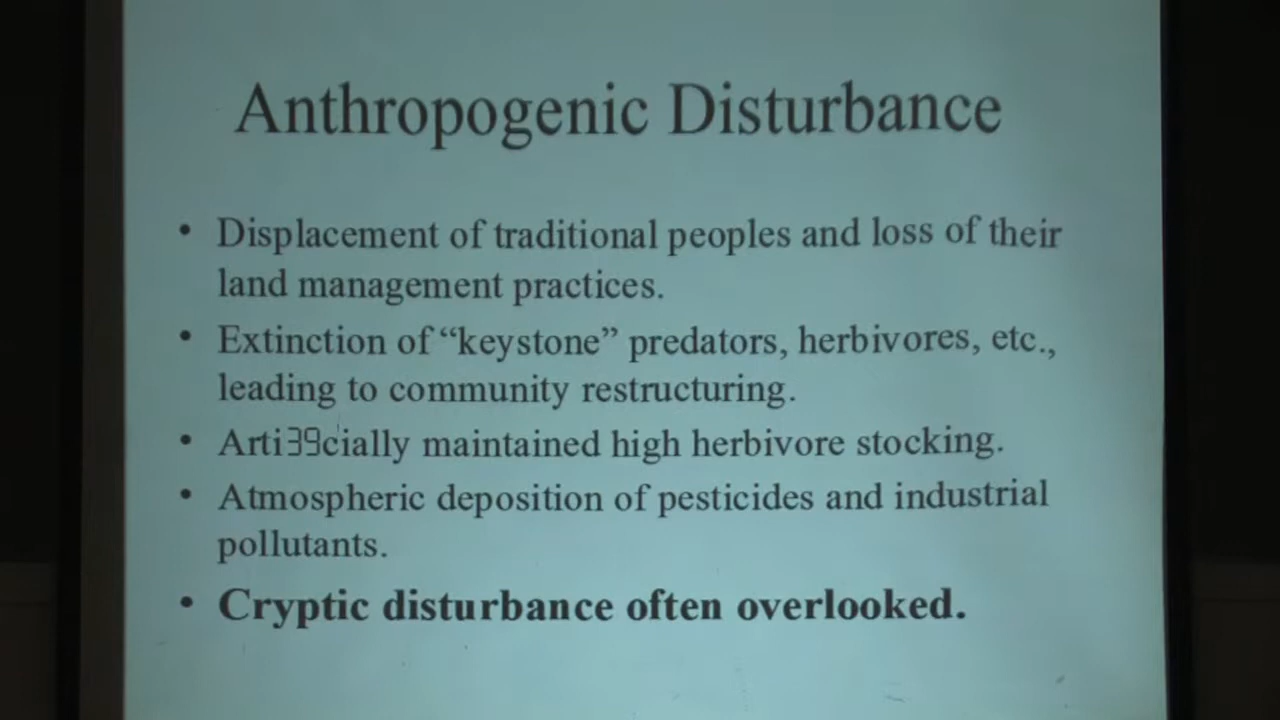 Anthropogenic Disturbance
• Displacement of traditional peoples and loss of their
land management practices.
• Extinction of “keystone” predators, herbivores, etc.,
leading to community restructuring.
• Arti39cially maintained high herbivore stocking.
• Atmospheric deposition of pesticides and industrial
pollutants.
• Cryptic disturbance often overlooked.